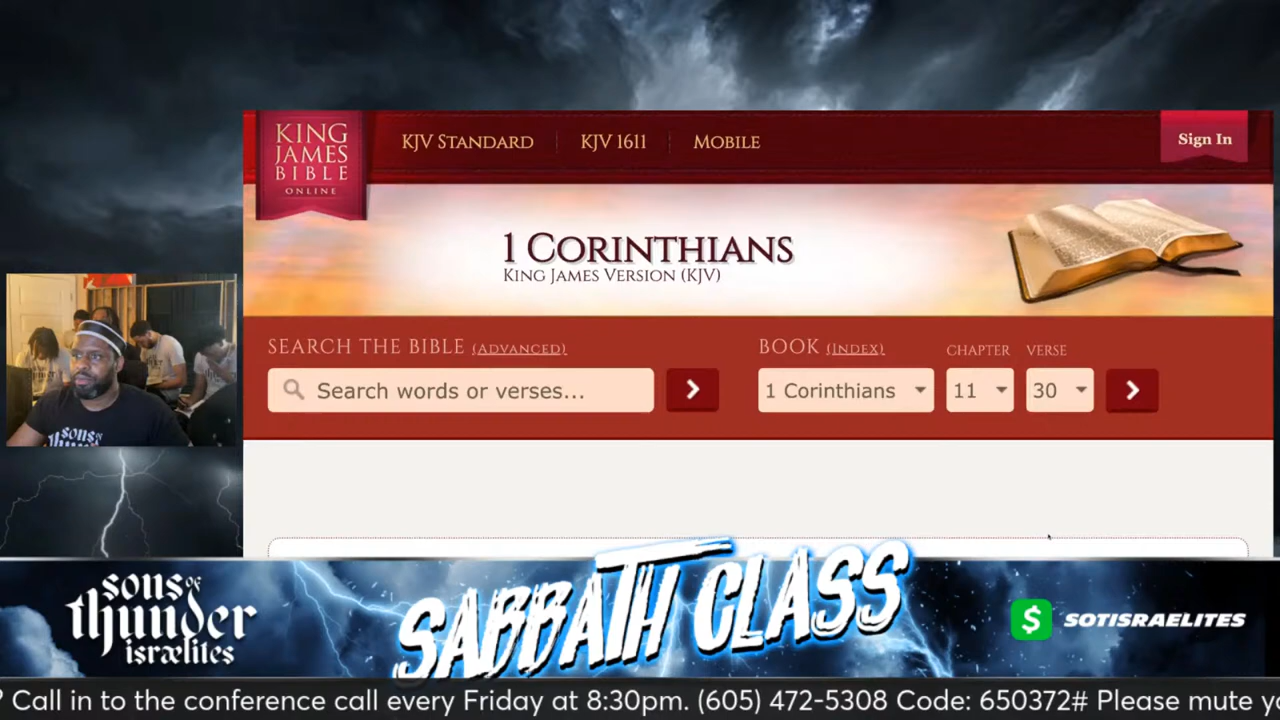 KING
JAMES
BIBLE
ONLINE
KJV STANDARD
KJV 1611
MOBILE
Sign In
1 CORINTHIANS
KING JAMES VERSION (KJV)
SEARCH THE BIBLE (ADVANCED)
BOOK (INDEX)
CHAPTER
VERSE
Search words or verses...
1 Corinthians
11
30
sons of
sons of
thunder
israelites
SABBATH CLASS
$ SOTISRAELITES
? Call in to the conference call every Friday at 8:30pm. (605) 472-5308 Code: 650372# Please mute